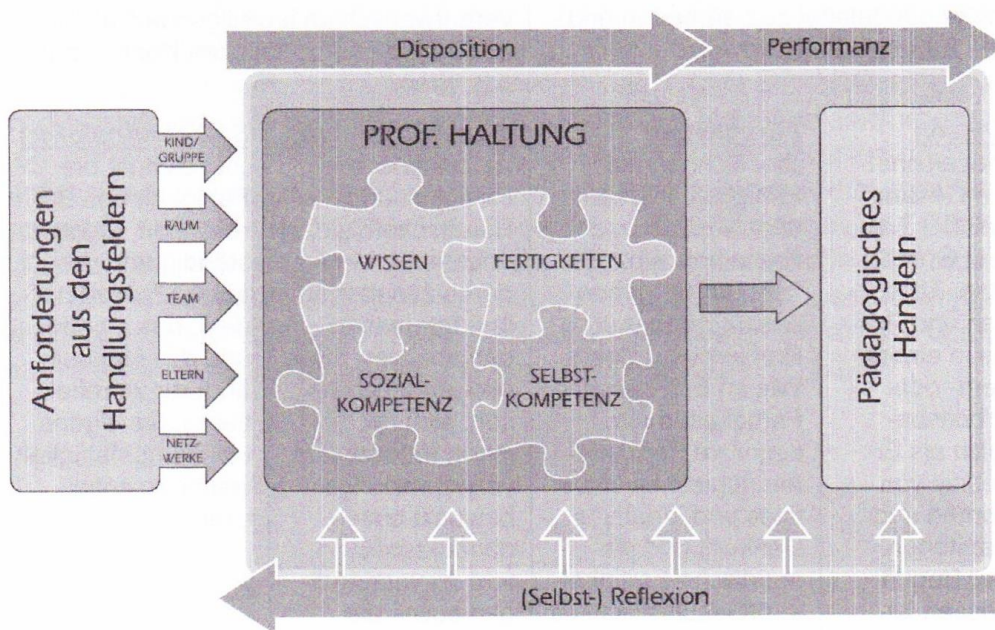 Disposition
Performanz
Anforderungen
aus den
Handlungsfeldern
KIND/
GRUPPE
RAUM
TEAM
ELTERN
NETZ-
WERKE
PROF. HALTUNG
WISSEN
FERTIGKEITEN
SOZIAL-
KOMPETENZ
SELBST-
KOMPETENZ
Pädagogisches
Handeln
(Selbst-) Reflexion